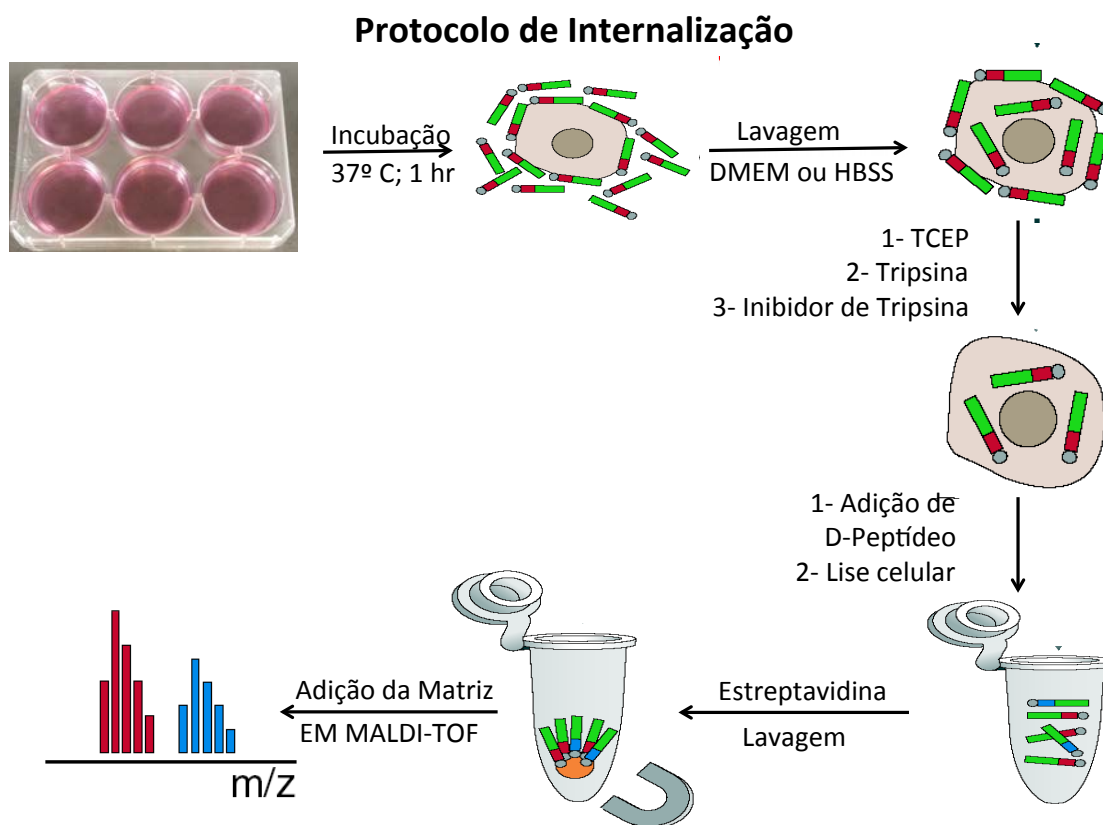 Protocolo de Internalização
Incubação
37º C; 1 hr
Lavagem
DMEM ou HBSS
1- TCEP
2- Tripsina
3- Inibidor de Tripsina
1- Adição de
D-Peptídeo
2- Lise celular
Estreptavidina
Lavagem
Adição da Matriz
EM MALDI-TOF
m/z